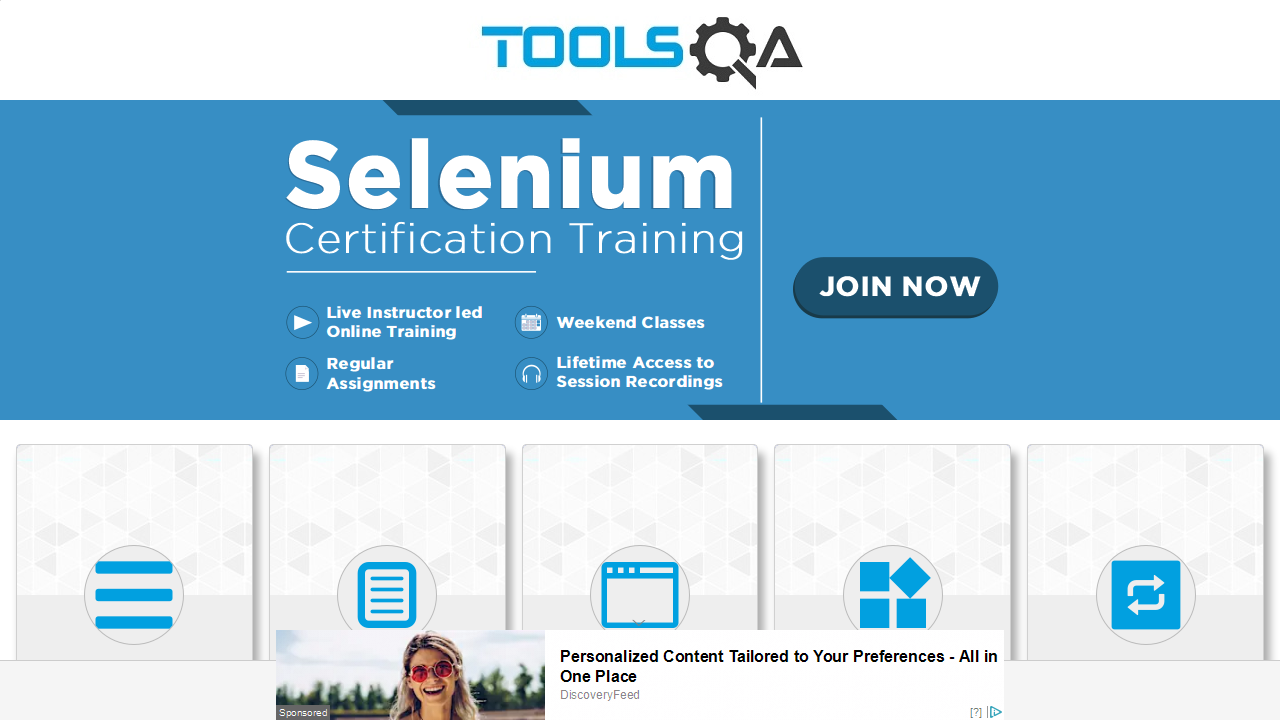 TOOLSQA
Selenium
Certification Training
Live Instructor led
Online Training
Weekend Classes
Regular
Assignments
Lifetime Access to
Session Recordings
JOIN NOW
Personalized Content Tailored to Your Preferences - All in
One Place
DiscoveryFeed
Sponsored
[?]